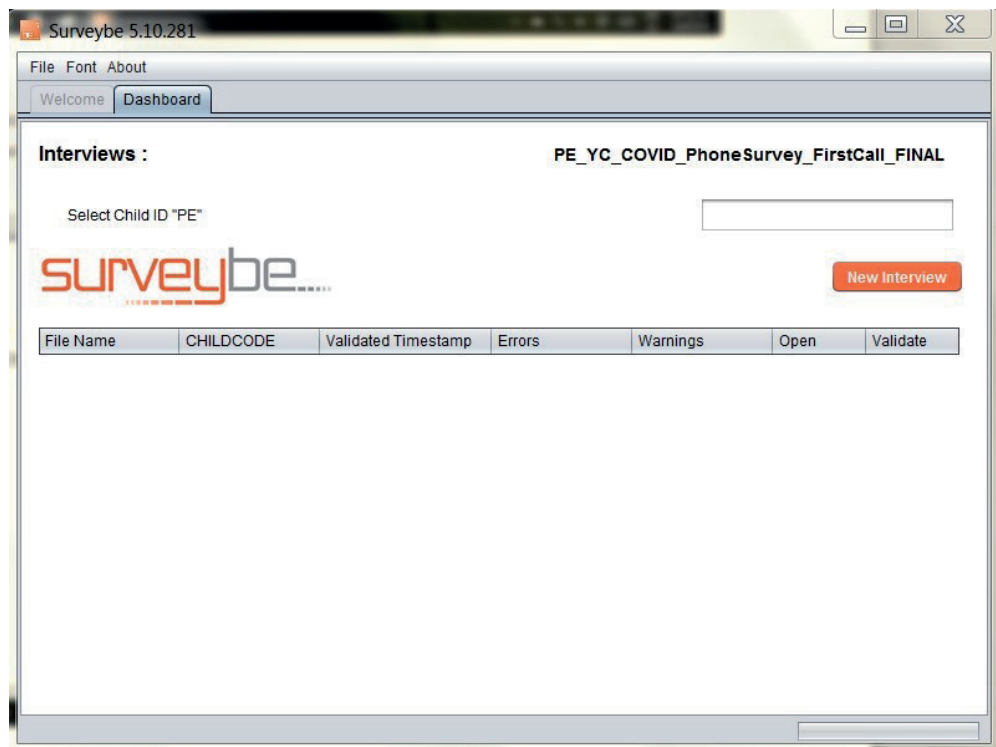 Surveybe 5.10.281
File Font About
Welcome Dashboard
Interviews : PE_YC_COVID_PhoneSurvey_FirstCall_FINAL
Select Child ID "PE"
surveybe.....
New Interview
File Name CHILDCODE Validated Timestamp Errors Warnings Open Validate